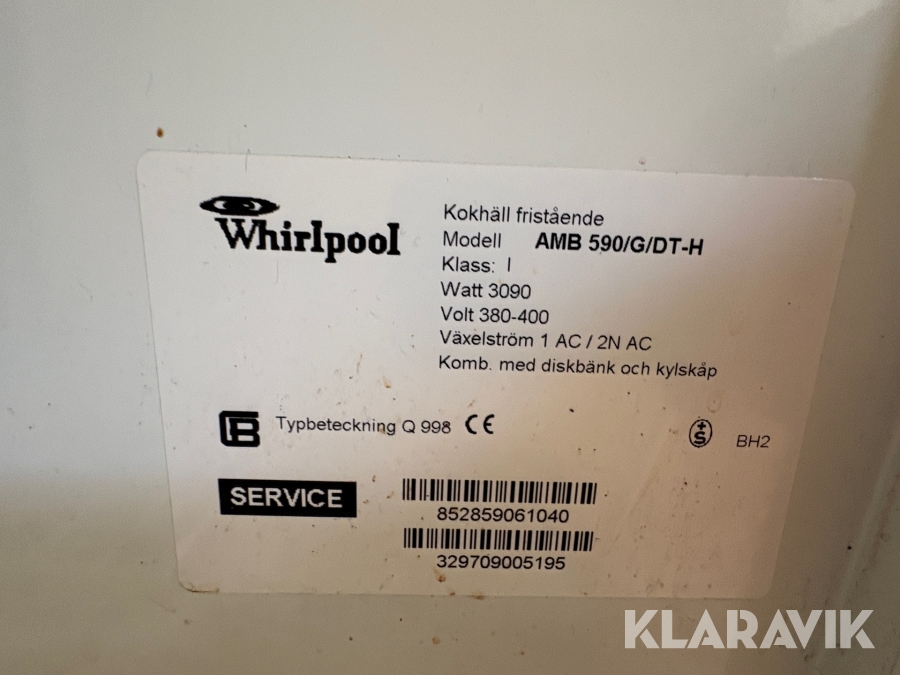 Whirlpool
Kokhäll fristående
Modell AMB 590/G/DT-H
Klass: I
Watt 3090
Volt 380-400
Växelström 1 AC / 2N AC
Komb. med diskbänk och kylskåp
Typbeteckning Q 998 CE
S
BH2
SERVICE
852859061040
329709005195
KLARAVIK